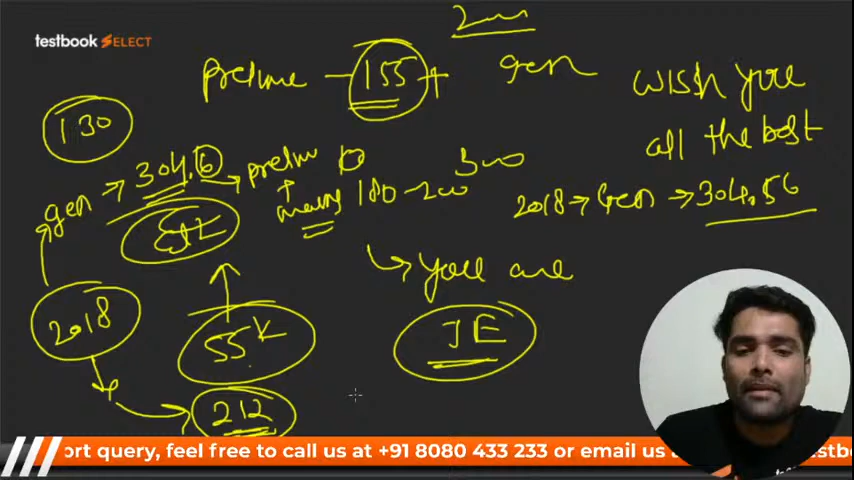 testbook SELECT
200
prelims - 155+ gen
130
wish you
all the best
gen → 304.6 → prelim
300
180-200
2018 → Gen → 304.56
E&T
→ you are
2018
55K
JE
212
ort query, feel free to call us at +91 8080 433 233 or email us